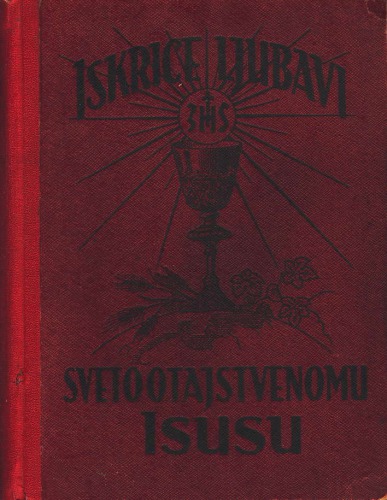 ISKRICE LJUBAVI
IHS
SVETOOTAJSTVENOMU
ISUSU